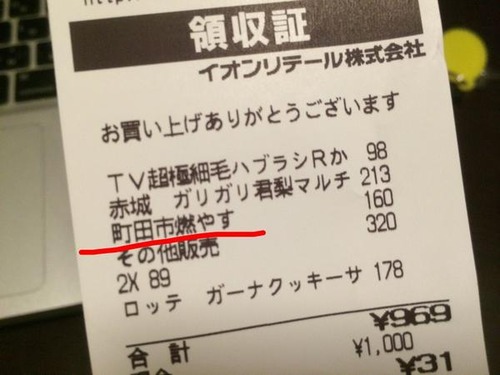 http:
領収証
イオンリテール株式会社
お買い上げありがとうございます
TV超極細毛ハブラシRか 98
赤城 ガリガリ君梨マルチ 213
町田市燃やす 160
その他販売 320
2X 89
ロッテ ガーナクッキーサ 178
¥969
合計 ¥1,000
¥31